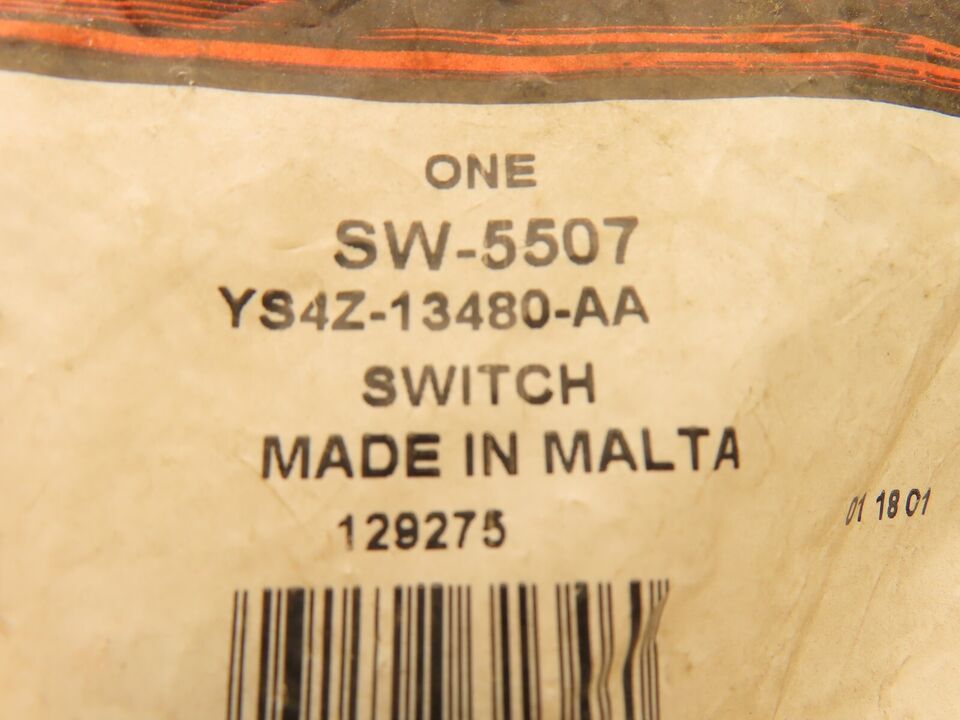 ONE
SW-5507
YS4Z-13480-AA
SWITCH
MADE IN MALTA
129275
01 18 01